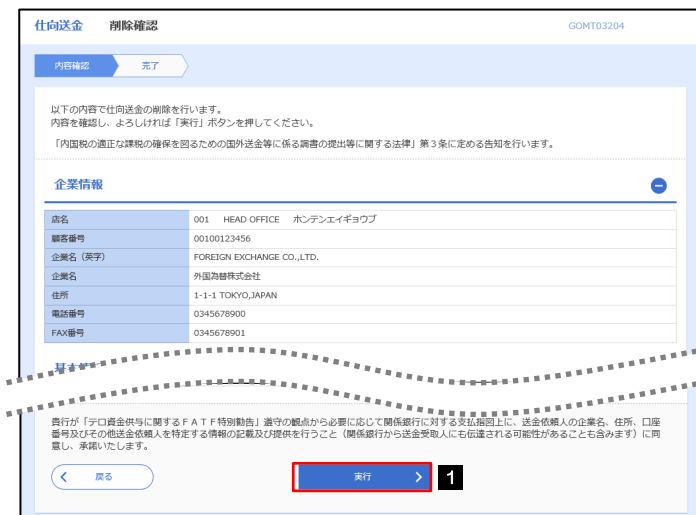 仕向送金 削除確認 GOMT03204
内容確認 完了
以下の内容で仕向送金の削除を行います。
内容を確認し、よろしければ「実行」ボタンを押してください。
「内国税の適正な課税の確保を図るための国外送金等に係る調書の提出等に関する法律」第3条に定める告知を行います。
企業情報
店名 001 HEAD OFFICE ホンテンエイギョウブ
顧客番号 00100123456
企業名（英字） FOREIGN EXCHANGE CO.,LTD.
企業名 外国為替株式会社
住所 1-1-1 TOKYO,JAPAN
電話番号 0345678900
FAX番号 0345678901
貴行が「テロ資金供与に関するＦＡＴＦ特別勧告」遵守の観点から必要に応じて関係銀行に対する支払指図上に、送金依頼人の企業名、住所、口座
番号及びその他送金依頼人を特定する情報の記載及び提供を行うこと（関係銀行から送金受取人にも伝達される可能性があることも含みます）に同
意し、承諾いたします。
戻る 実行 1